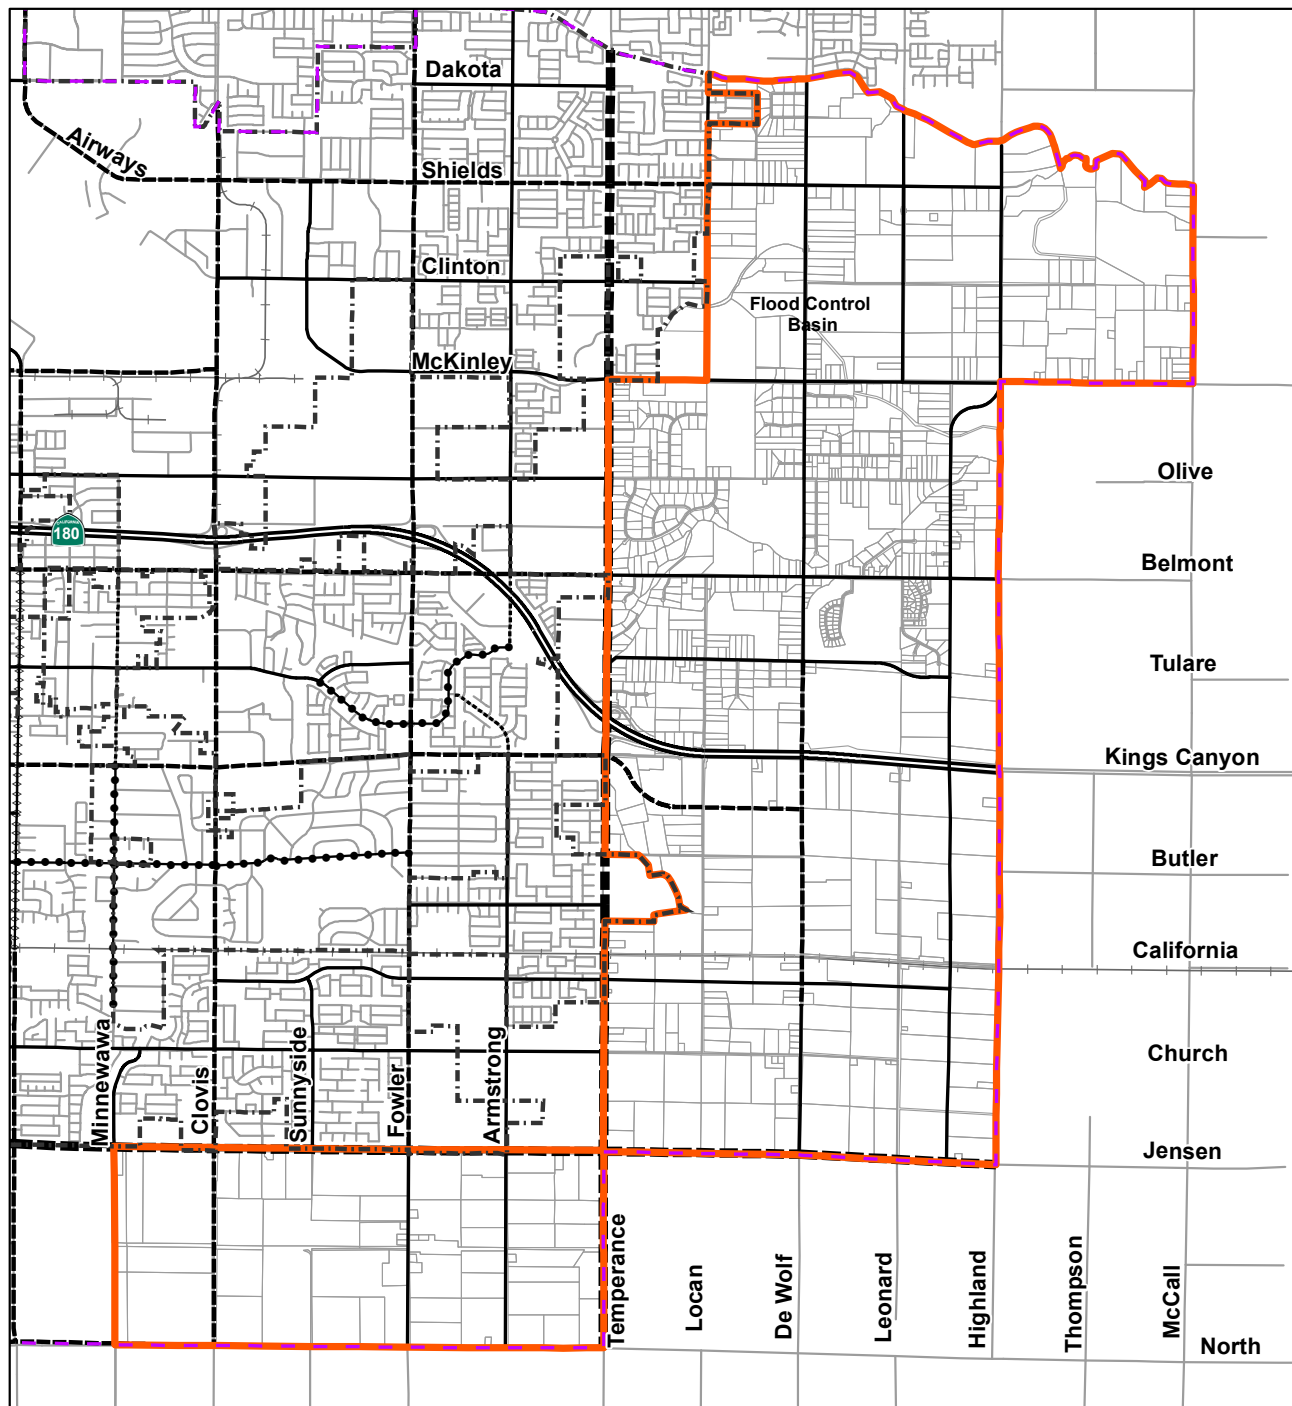 Dakota
Airways
Shields
Clinton
Flood Control
Basin
McKinley
Olive
CALIFORNIA
180
Belmont
Tulare
Kings Canyon
Butler
California
Church
Minnewawa
Clovis
Sunnyside
Fowler
Armstrong
Jensen
Temperance
Locan
De Wolf
Leonard
Highland
Thompson
McCall
North